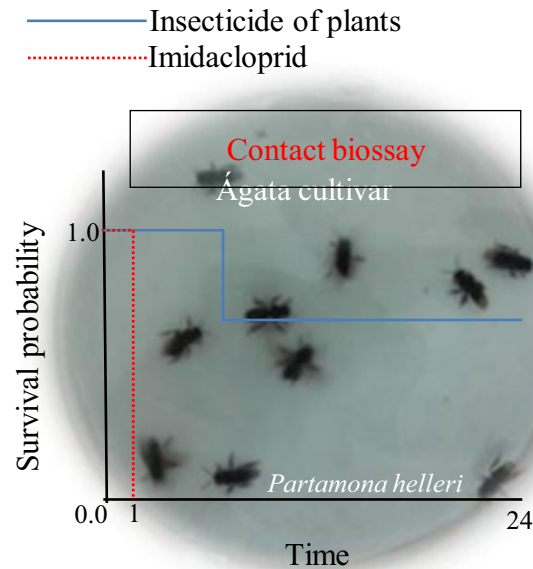 Insecticide of plants
Imidacloprid
Contact biossay
Ágata cultivar
Survival probability
1.0
Partamona helleri
0.0
1
24
Time